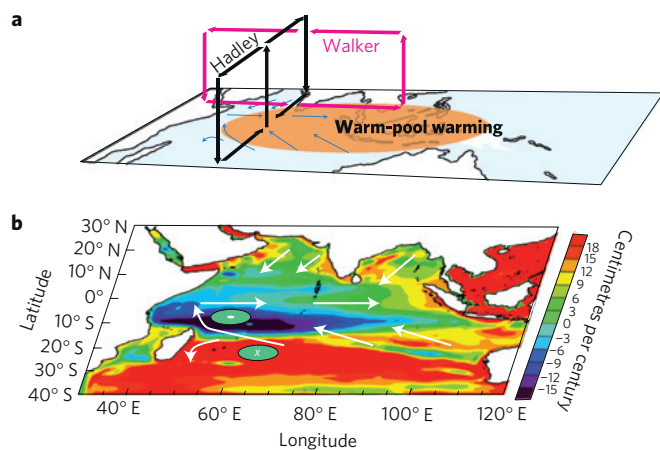 a
Hadley
Walker
Warm-pool warming
b
30° N
20° N
10° N
0°
10° S
20° S
30° S
40° S
Latitude
40° E
60° E
80° E
100° E
120° E
Longitude
x
18
15
12
9
6
3
0
−3
−6
−9
−12
−15
Centimetres per century